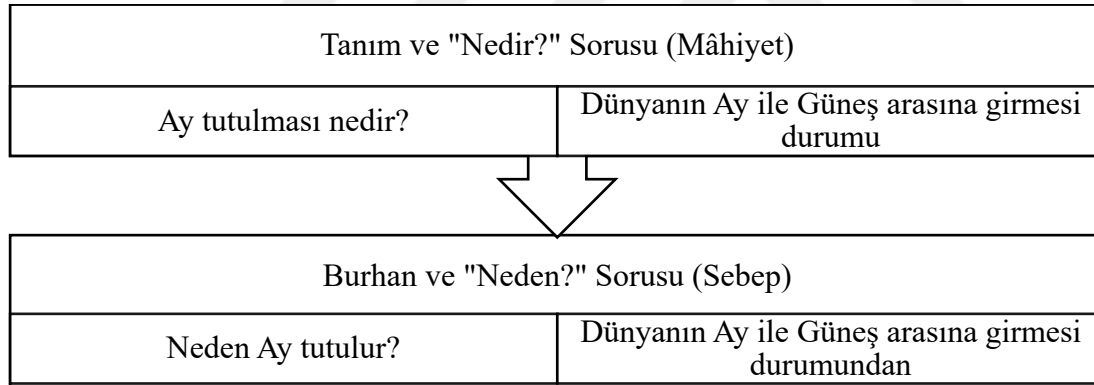 Tanım ve "Nedir?" Sorusu (Mâhiyet)
Ay tutulması nedir?
Dünyanın Ay ile Güneş arasına girmesi
durumu
Burhan ve "Neden?" Sorusu (Sebep)
Neden Ay tutulur?
Dünyanın Ay ile Güneş arasına girmesi
durumundan